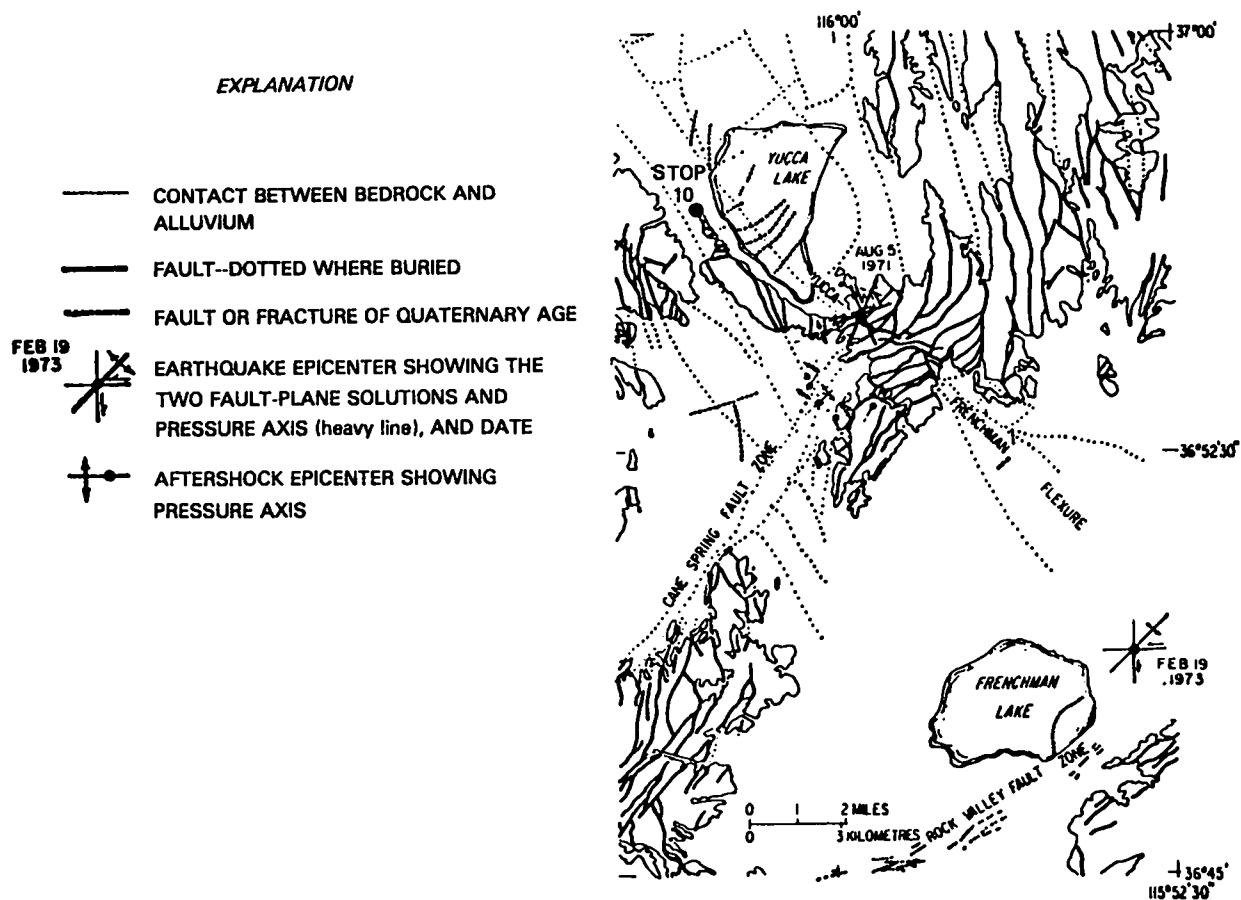 EXPLANATION
CONTACT BETWEEN BEDROCK AND
ALLUVIUM
FAULT--DOTTED WHERE BURIED
FAULT OR FRACTURE OF QUATERNARY AGE
FEB 19
1973
EARTHQUAKE EPICENTER SHOWING THE
TWO FAULT-PLANE SOLUTIONS AND
PRESSURE AXIS (heavy line), AND DATE
AFTERSHOCK EPICENTER SHOWING
PRESSURE AXIS
116°00'
37°00'
YUCCA
LAKE
STOP
10
AUG 5
1971
YUCCA-
FRENCHMAN
FLEXURE
36°52'30"
CANE SPRING FAULT ZONE
FEB 19
.1973
FRENCHMAN
LAKE
0 1 2 MILES
0 3 KILOMETRES
ROCK VALLEY FAULT ZONE
36°45'
115°52'30"